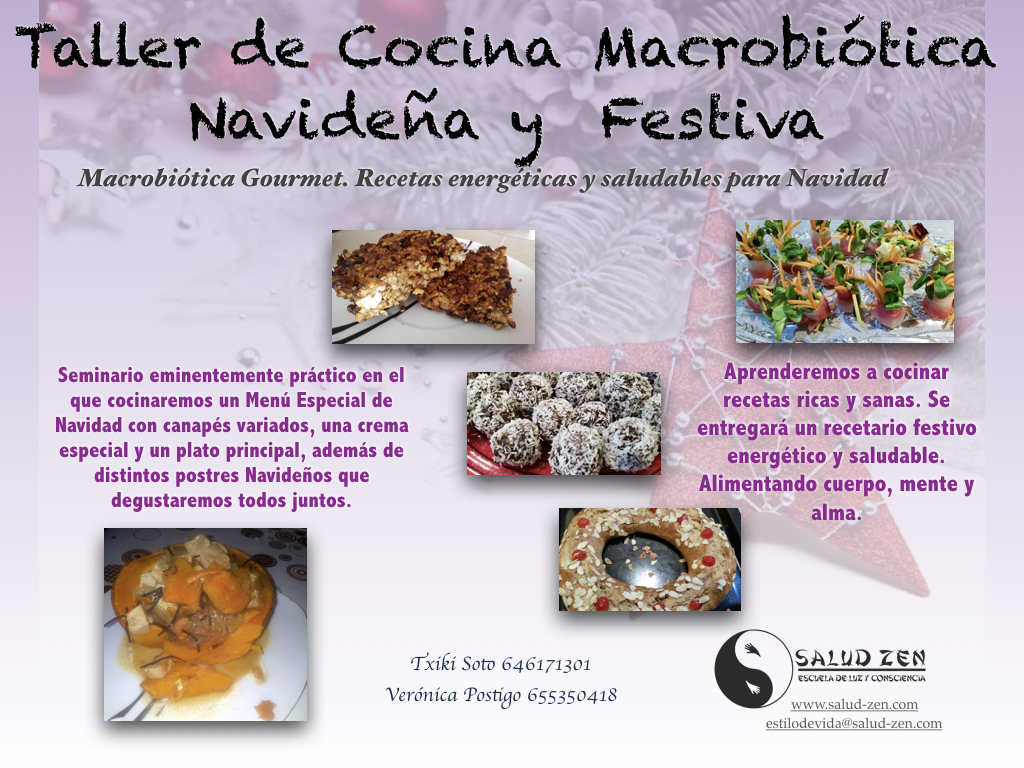 Taller de Cocina Macrobiótica
Navideña y Festiva
Macrobiótica Gourmet. Recetas energéticas y saludables para Navidad
Seminario eminentemente práctico en el
que cocinaremos un Menú Especial de
Navidad con canapés variados, una crema
especial y un plato principal, además de
distintos postres Navideños que
degustaremos todos juntos.
Aprenderemos a cocinar
recetas ricas y sanas. Se
entregará un recetario festivo
energético y saludable.
Alimentando cuerpo, mente y
alma.
Txiki Soto 646171301
Verónica Postigo 655350418
SALUD ZEN
ESCUELA DE LUZ Y CONSCIENCIA
www.salud-zen.com
estilodevida@salud-zen.com